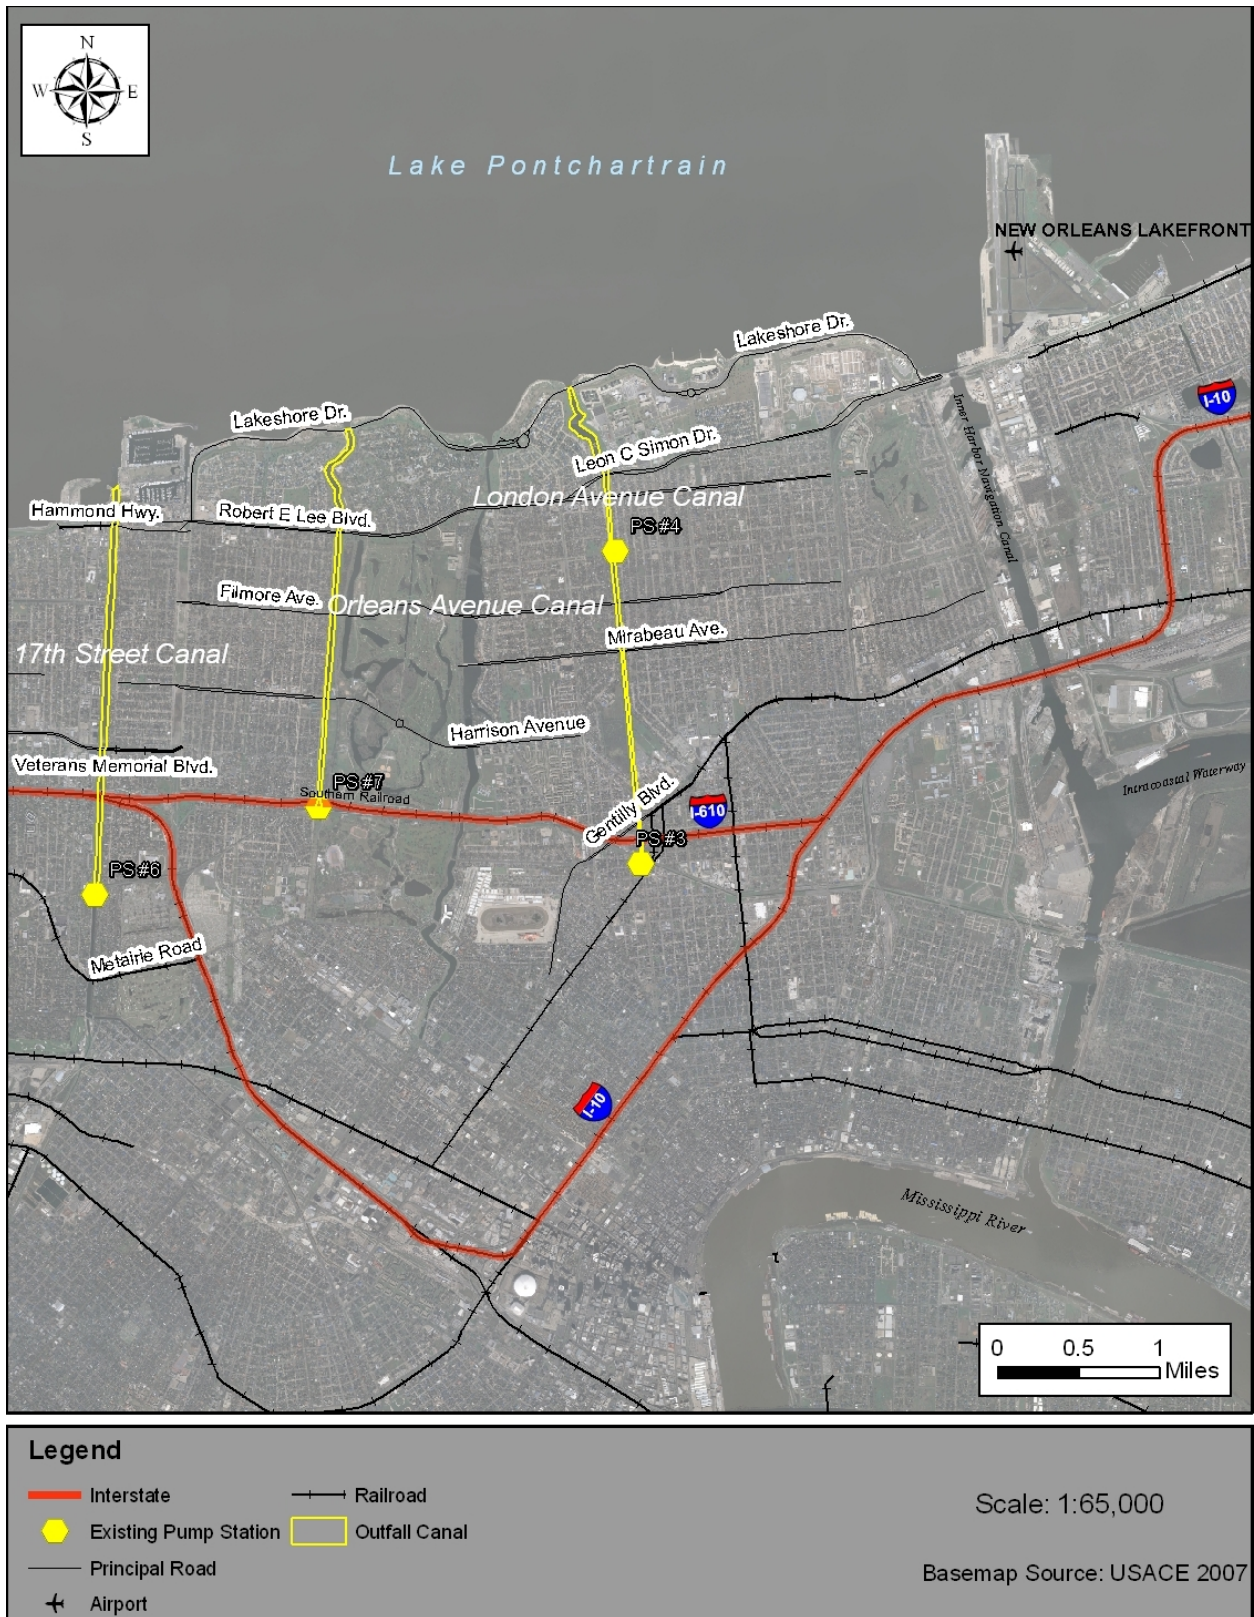 N
W E
S
Lake Pontchartrain
NEW ORLEANS LAKEFRONT
Lakeshore Dr.
I-10
Lakeshore Dr.
Leon C Simon Dr.
Inner Harbor Navigation Canal
London Avenue Canal
Hammond Hwy.
Robert E Lee Blvd.
PS #4
Filmore Ave.
Orleans Avenue Canal
Mirabeau Ave.
17th Street Canal
Harrison Avenue
Veterans Memorial Blvd.
Intracoastal Waterway
PS #7
Southern Railroad
Gentilly Blvd.
I-610
PS #3
PS #6
Metairie Road
I-10
Mississippi River
0 0.5 1
Miles
Legend
Interstate
Railroad
Existing Pump Station
Outfall Canal
Principal Road
Airport
Scale: 1:65,000
Basemap Source: USACE 2007